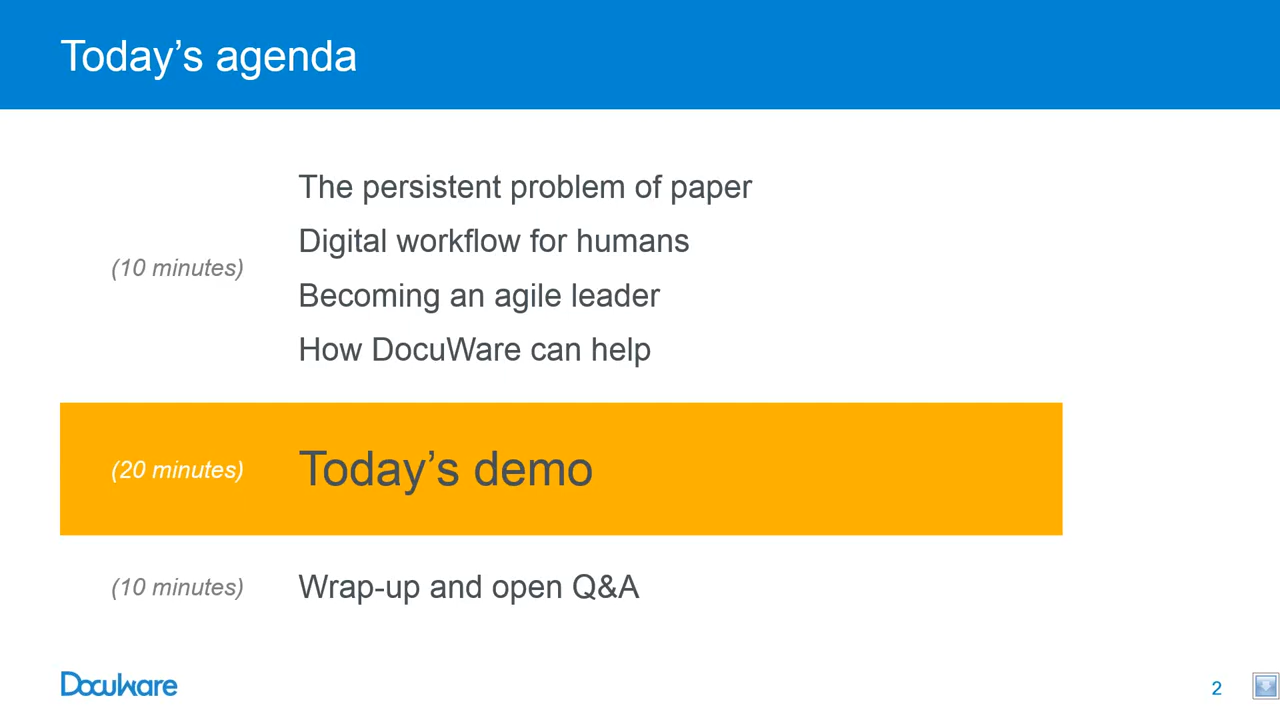 Today’s agenda
The persistent problem of paper
Digital workflow for humans
(10 minutes)
Becoming an agile leader
How DocuWare can help
(20 minutes) Today’s demo
(10 minutes) Wrap-up and open Q&A
DocuWare
2